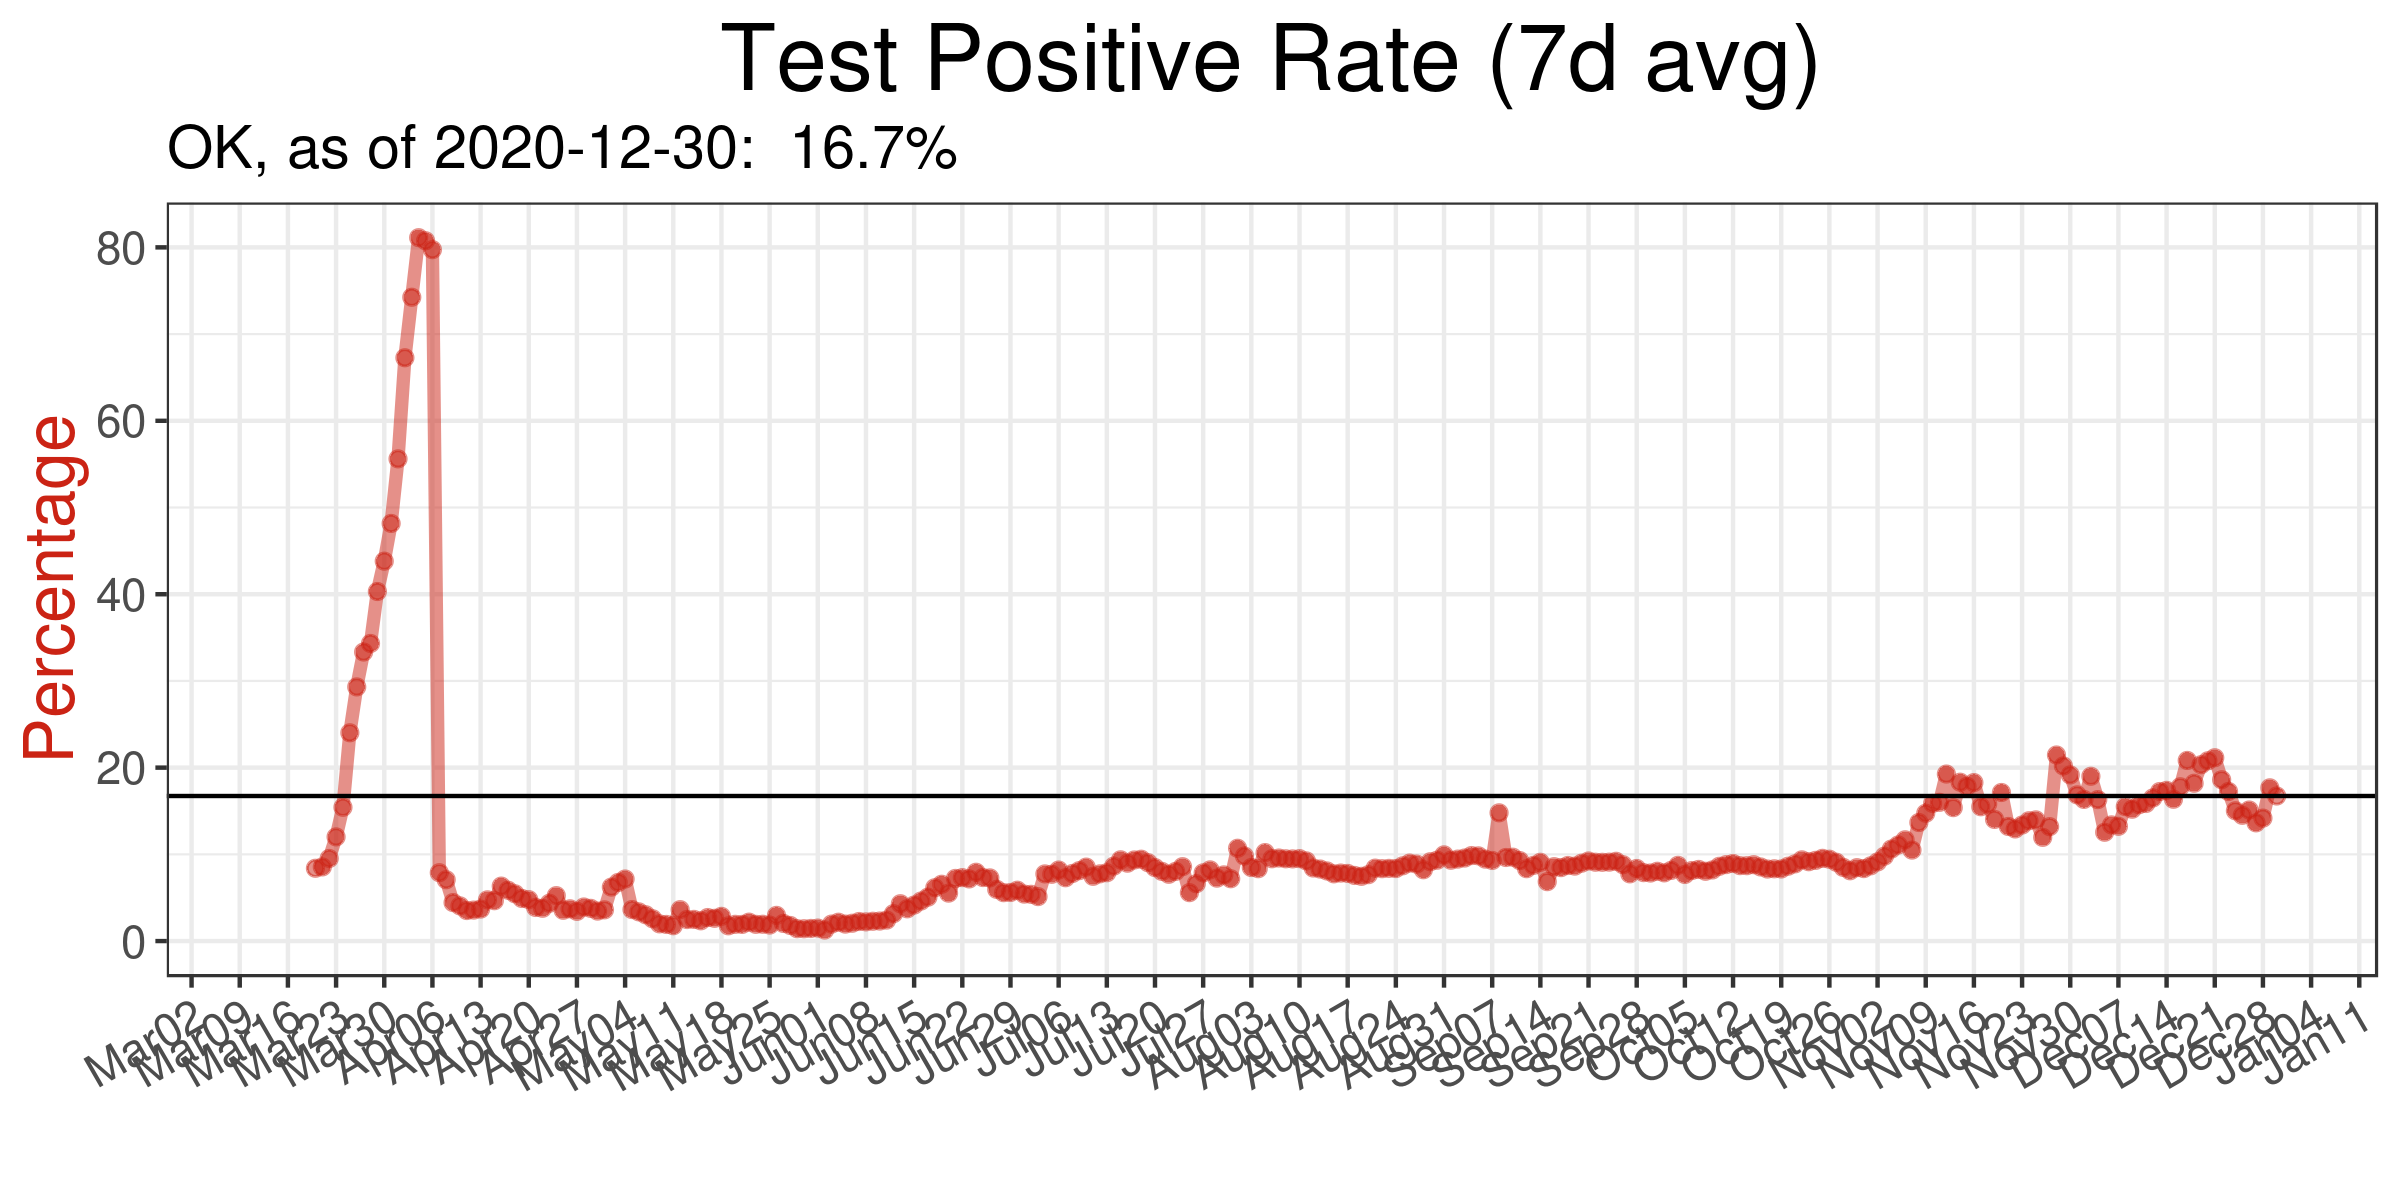 Test Positive Rate (7d avg)
OK, as of 2020-12-30:  16.7%
Percentage
80
60
40
20
0
Mar02
Mar09
Mar16
Mar23
Mar30
Apr06
Apr13
Apr20
Apr27
May04
May11
May18
May25
Jun01
Jun08
Jun15
Jun22
Jun29
Jul06
Jul13
Jul20
Jul27
Aug03
Aug10
Aug17
Aug24
Aug31
Sep07
Sep14
Sep21
Sep28
Oct05
Oct12
Oct19
Oct26
Nov02
Nov09
Nov16
Nov23
Nov30
Dec07
Dec14
Dec21
Dec28
Jan04
Jan11